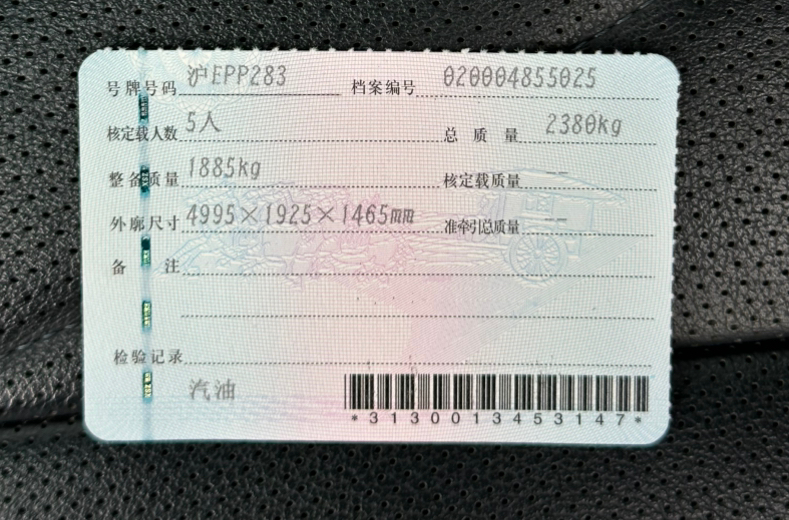 号牌号码 沪EPP283 档案编号 020004855025
核定载人数 5人 总质量 2380kg
整备质量 1885kg 核定载质量 --
外廓尺寸 4995×1925×1465mm 准牵引总质量 --
备注
检验记录
汽油
*3130013453147*